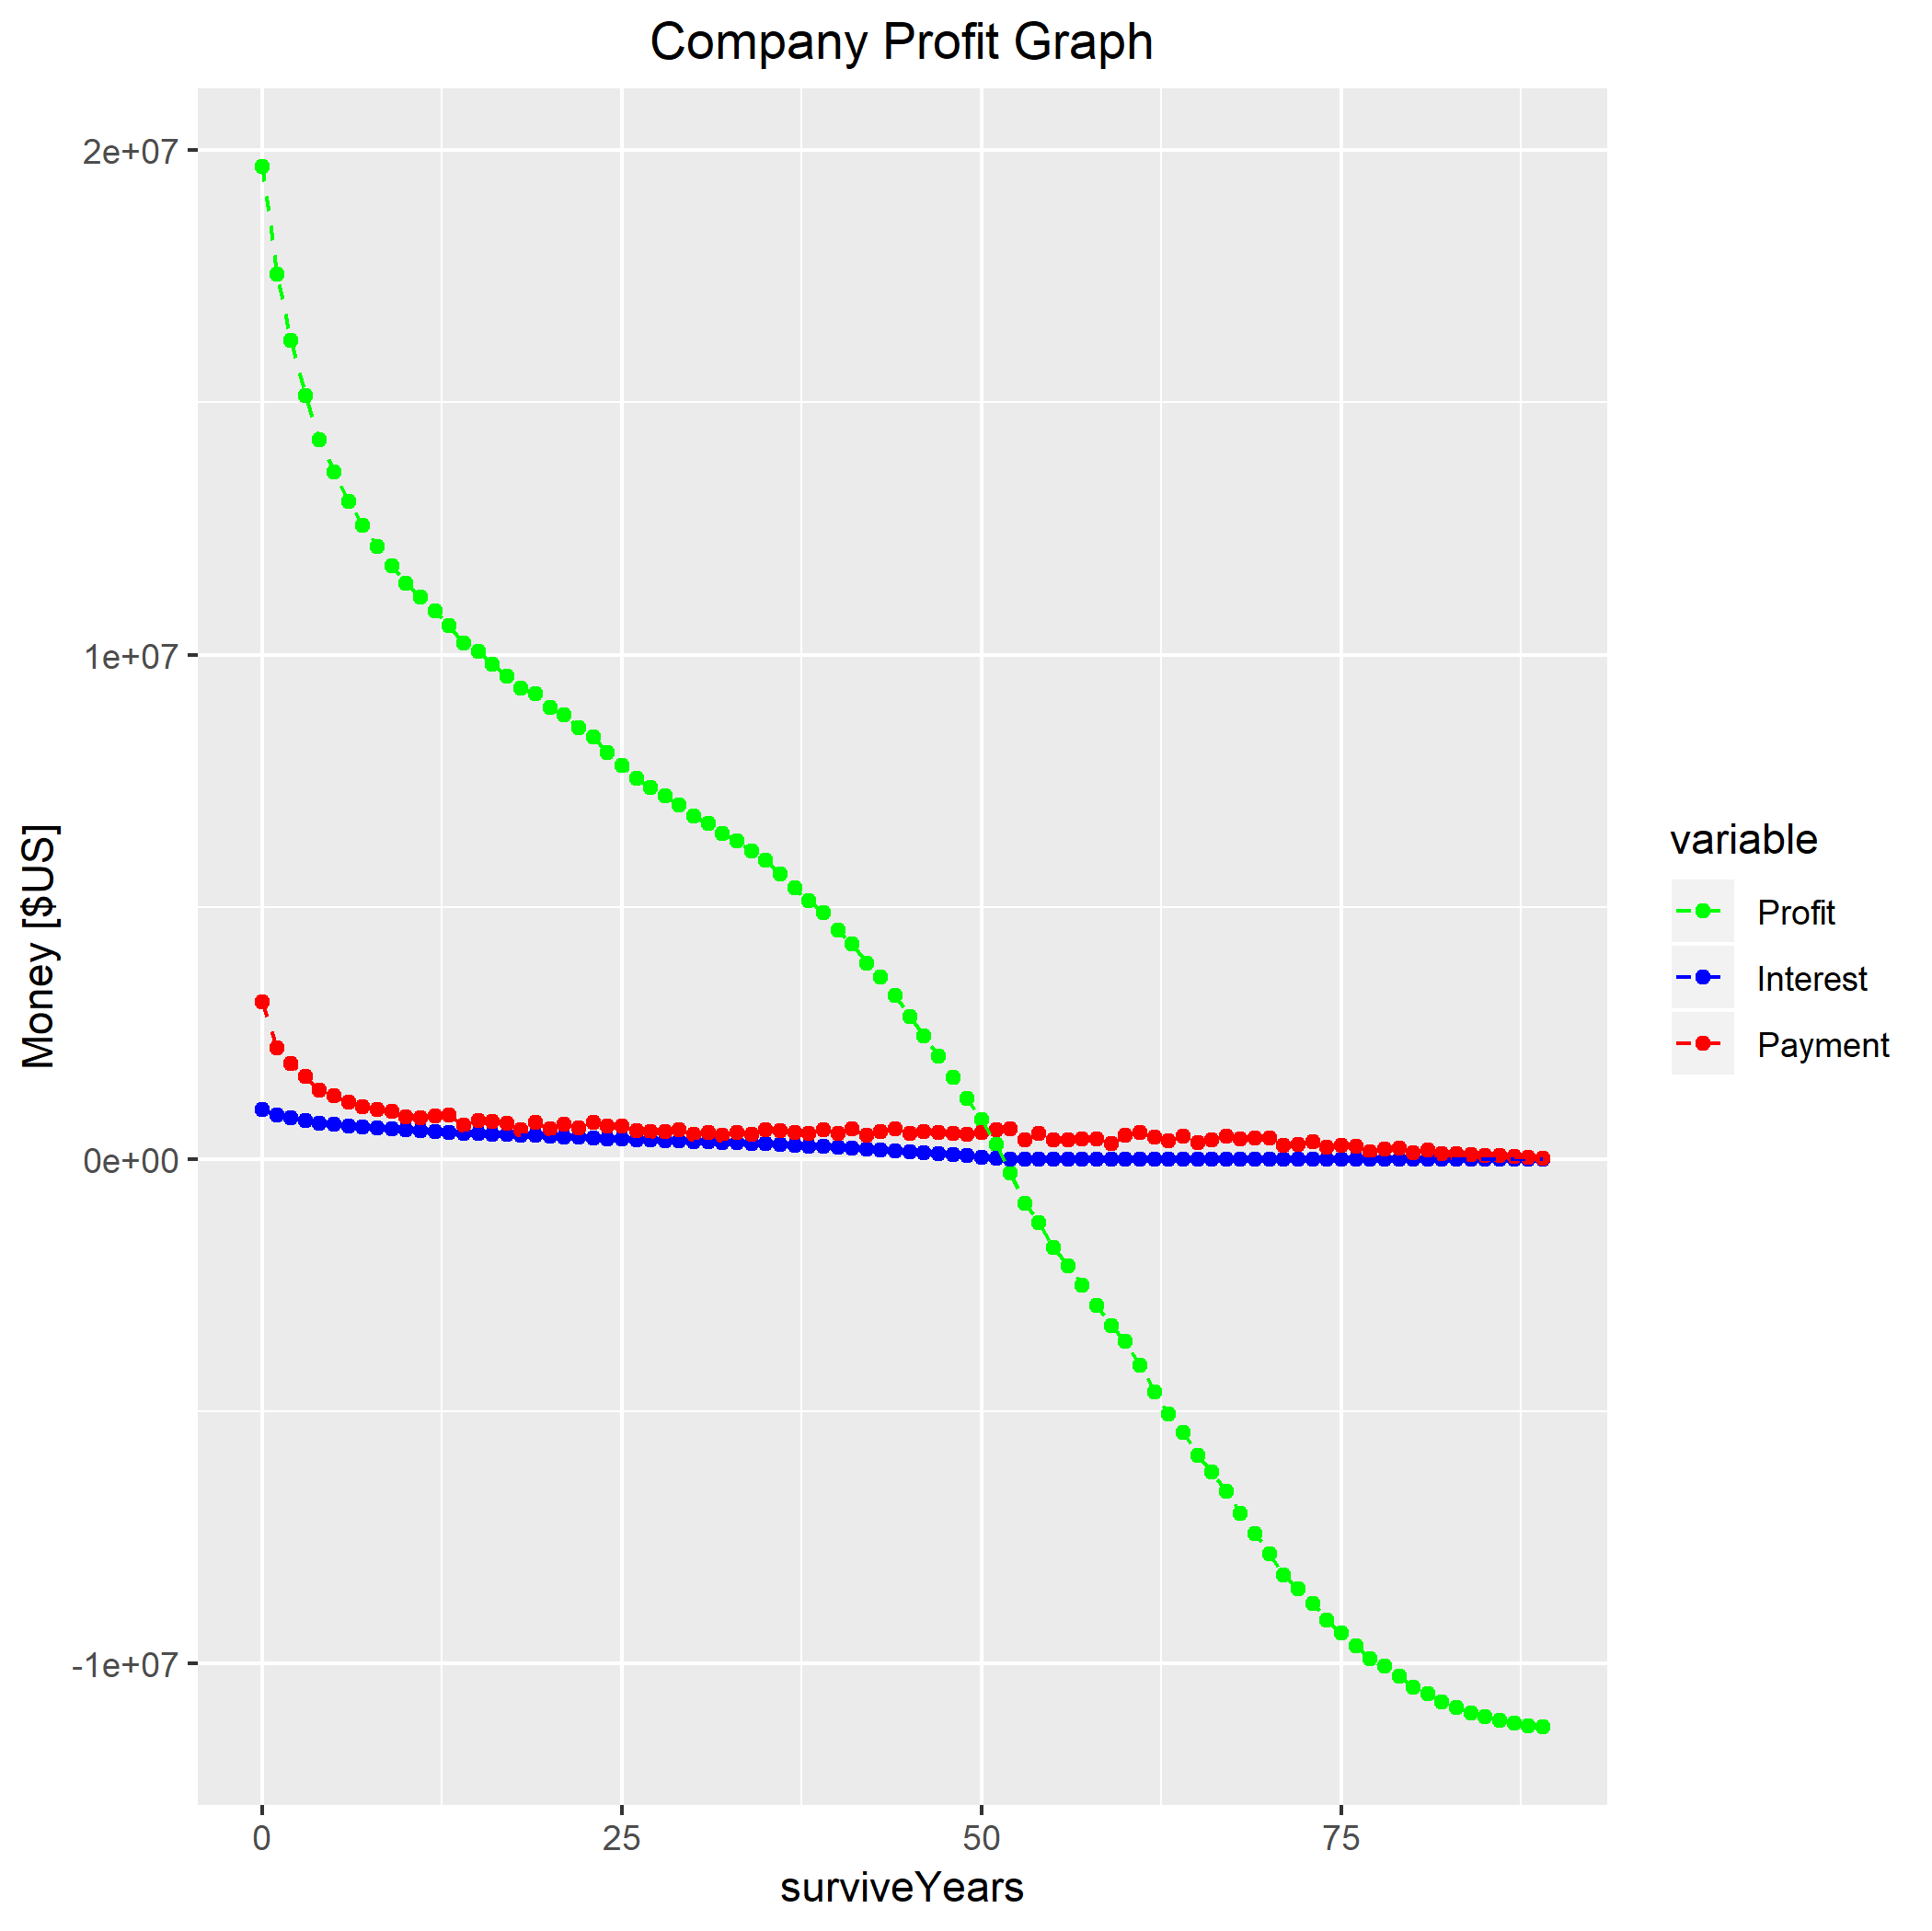 Company Profit Graph
2e+07
1e+07
0e+00
-1e+07
Money [$US]
0 25 50 75
surviveYears
variable
Profit
Interest
Payment